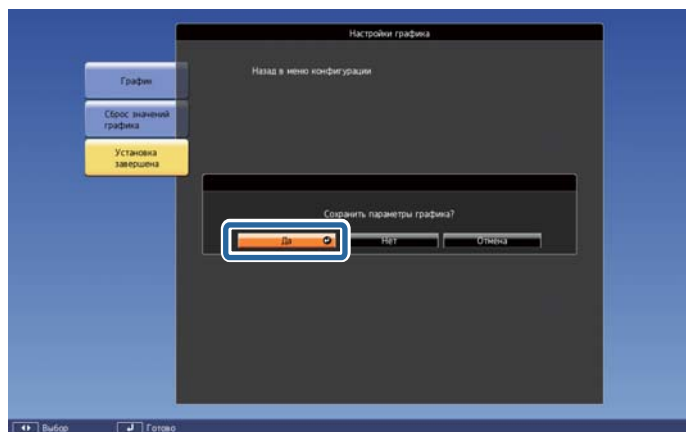 Настройки графика
Назад в меню конфигурации
График
Сброс значений
графика
Установка
завершена
Сохранить параметры графика?
Да Нет Отмена
Выбор Готово